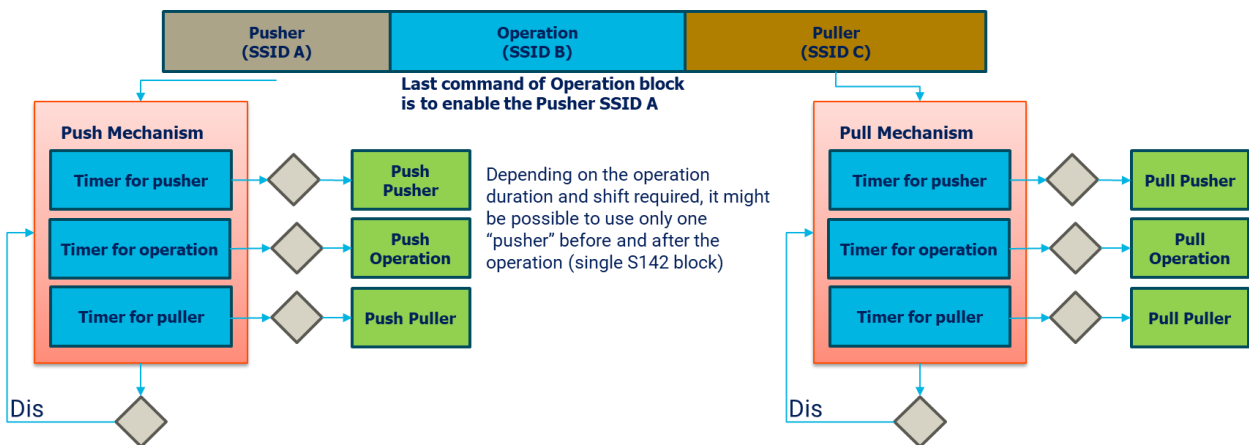 Pusher
(SSID A)
Operation
(SSID B)
Puller
(SSID C)
Last command of Operation block
is to enable the Pusher SSID A
Push Mechanism
Timer for pusher
Push
Pusher
Timer for operation
Push
Operation
Timer for puller
Push Puller
Dis
Depending on the operation
duration and shift required, it might
be possible to use only one
“pusher” before and after the
operation (single S142 block)
Pull Mechanism
Timer for pusher
Pull Pusher
Timer for operation
Pull
Operation
Timer for puller
Pull Puller
Dis